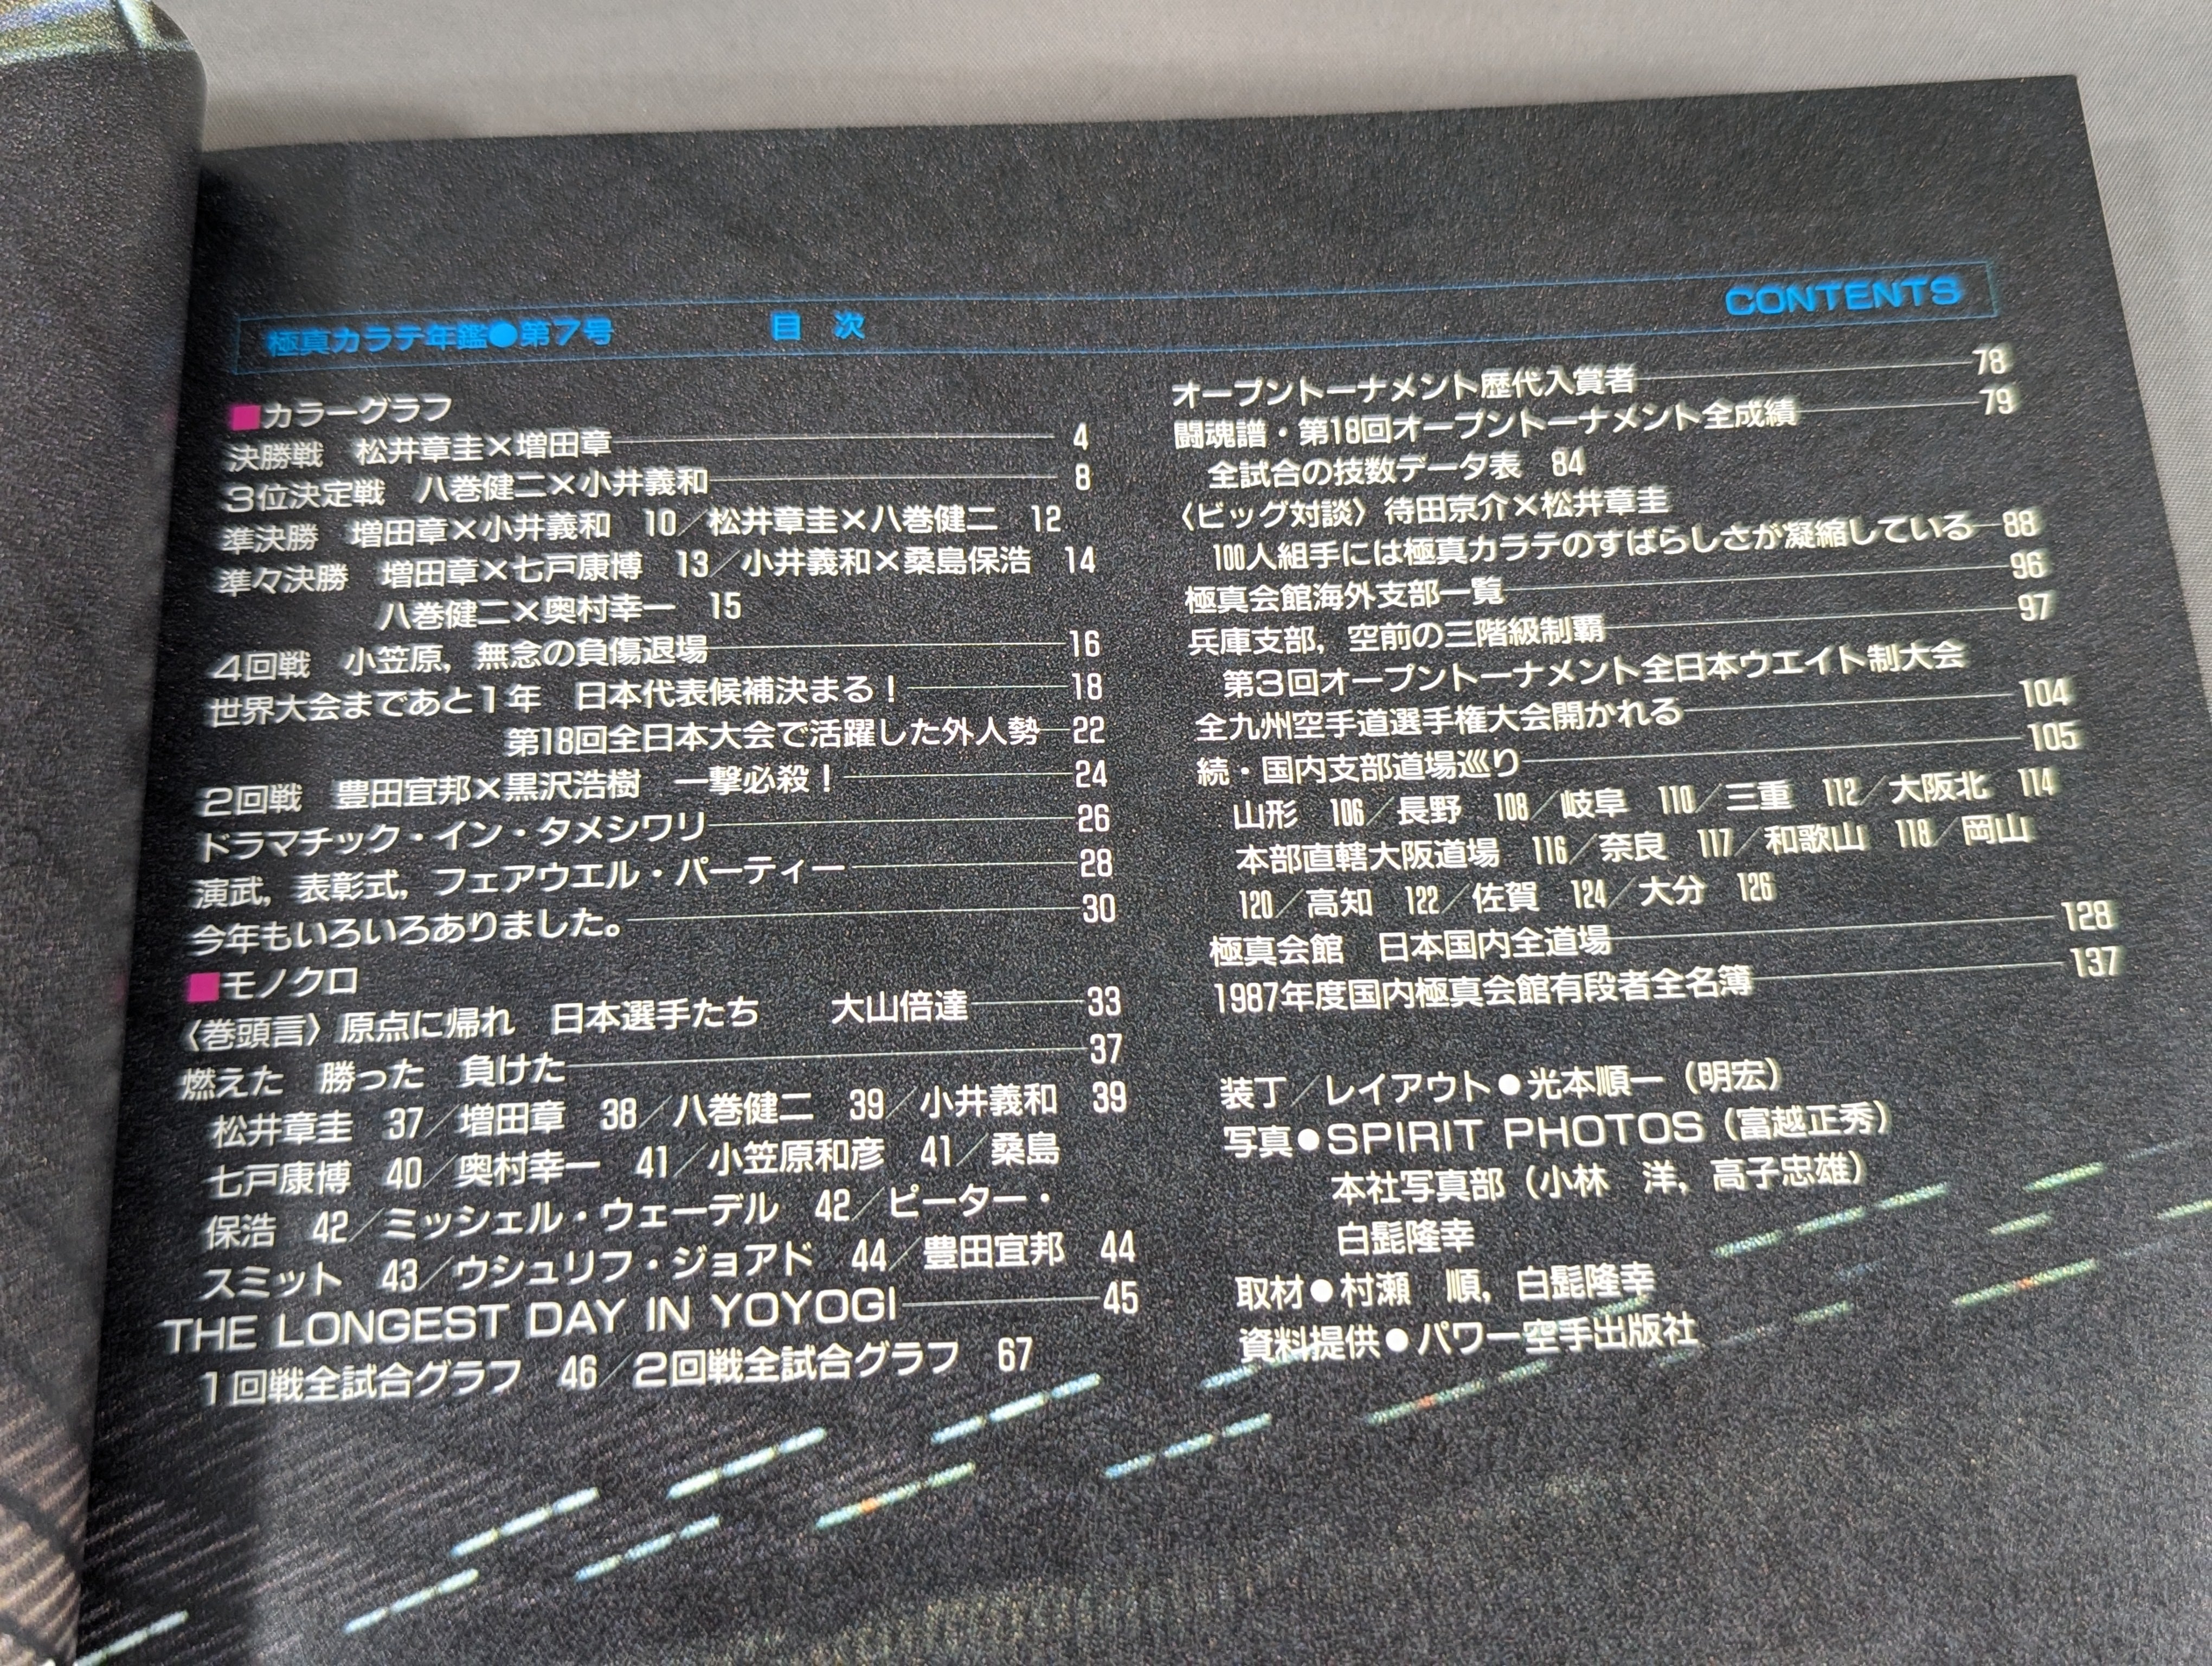 極真カラテ年鑑●第7号　目次　CONTENTS
■カラーグラフ
決勝戦　松井章圭×増田章 4
3位決定戦　八巻健二×小井義和 8
準決勝　増田章×小井義和　10／松井章圭×八巻健二　12
準々決勝　増田章×七戸康博　13／小井義和×桑島保浩　14
八巻健二×奥村幸一　15
4回戦　小笠原，無念の負傷退場 16
世界大会まであと1年　日本代表候補決まる！ 18
第18回全日本大会で活躍した外人勢 22
2回戦　豊田宜邦×黒沢浩樹　一撃必殺！ 24
ドラマチック・イン・タメシワリ 26
演武，表彰式，フェアウエル・パーティー 28
今年もいろいろありました。 30
■モノクロ
〈巻頭言〉原点に帰れ　日本選手たち　大山倍達 33
燃えた　勝った　負けた 37
松井章圭　37／増田章　38／八巻健二　39／小井義和　39
七戸康博　40／奥村幸一　41／小笠原和彦　41／桑島
保浩　42／ミッシェル・ウェーデル　42／ピーター・
スミット　43／ウシュリフ・ジョアド　44／豊田宜邦　44
THE LONGEST DAY IN YOYOGI 45
1回戦全試合グラフ　46／2回戦全試合グラフ　67
オープントーナメント歴代入賞者 78
闘魂譜・第18回オープントーナメント全成績 79
全試合の技数データ表　84
〈ビッグ対談〉待田京介×松井章圭
100人組手には極真カラテのすばらしさが凝縮している 88
極真会館海外支部一覧 96
兵庫支部，空前の三階級制覇 97
第3回オープントーナメント全日本ウエイト制大会
全九州空手道選手権大会開かれる 104
続・国内支部道場巡り 105
山形　106／長野　108／岐阜　110／三重　112／大阪北　114
本部直轄大阪道場　116／奈良　117／和歌山　118／岡山
120／高知　122／佐賀　124／大分　126
極真会館　日本国内全道場 128
1987年度国内極真会館有段者全名簿 137
装丁／レイアウト●光本順一（明宏）
写真●SPIRIT PHOTOS（富越正秀）
本社写真部（小林　洋，高子忠雄）
白髭隆幸
取材●村瀬　順，白髭隆幸
資料提供●パワー空手出版社